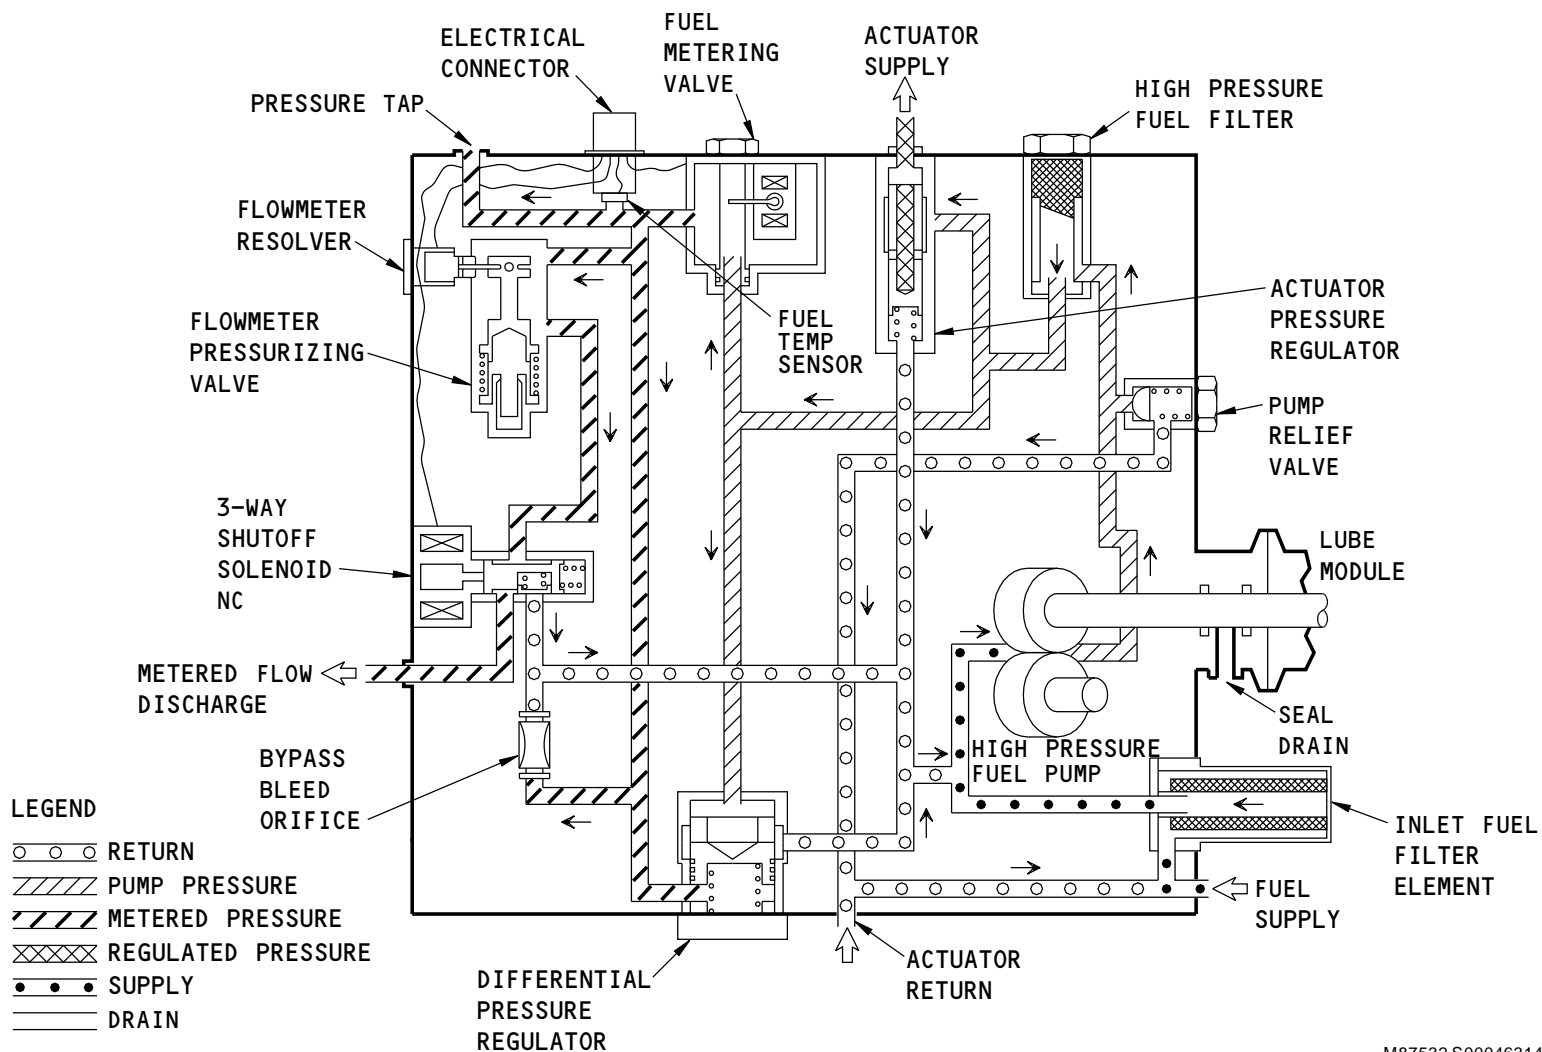 FUEL
METERING
VALVE
ELECTRICAL
CONNECTOR
ACTUATOR
SUPPLY
PRESSURE TAP
HIGH PRESSURE
FUEL FILTER
FLOWMETER
RESOLVER
FLOWMETER
PRESSURIZING
VALVE
FUEL
TEMP
SENSOR
ACTUATOR
PRESSURE
REGULATOR
PUMP
RELIEF
VALVE
3-WAY
SHUTOFF
SOLENOID
NC
LUBE
MODULE
METERED FLOW
DISCHARGE
SEAL
DRAIN
HIGH PRESSURE
FUEL PUMP
BYPASS
BLEED
ORIFICE
INLET FUEL
FILTER
ELEMENT
FUEL
SUPPLY
ACTUATOR
RETURN
DIFFERENTIAL
PRESSURE
REGULATOR
LEGEND
RETURN
PUMP PRESSURE
METERED PRESSURE
REGULATED PRESSURE
SUPPLY
DRAIN